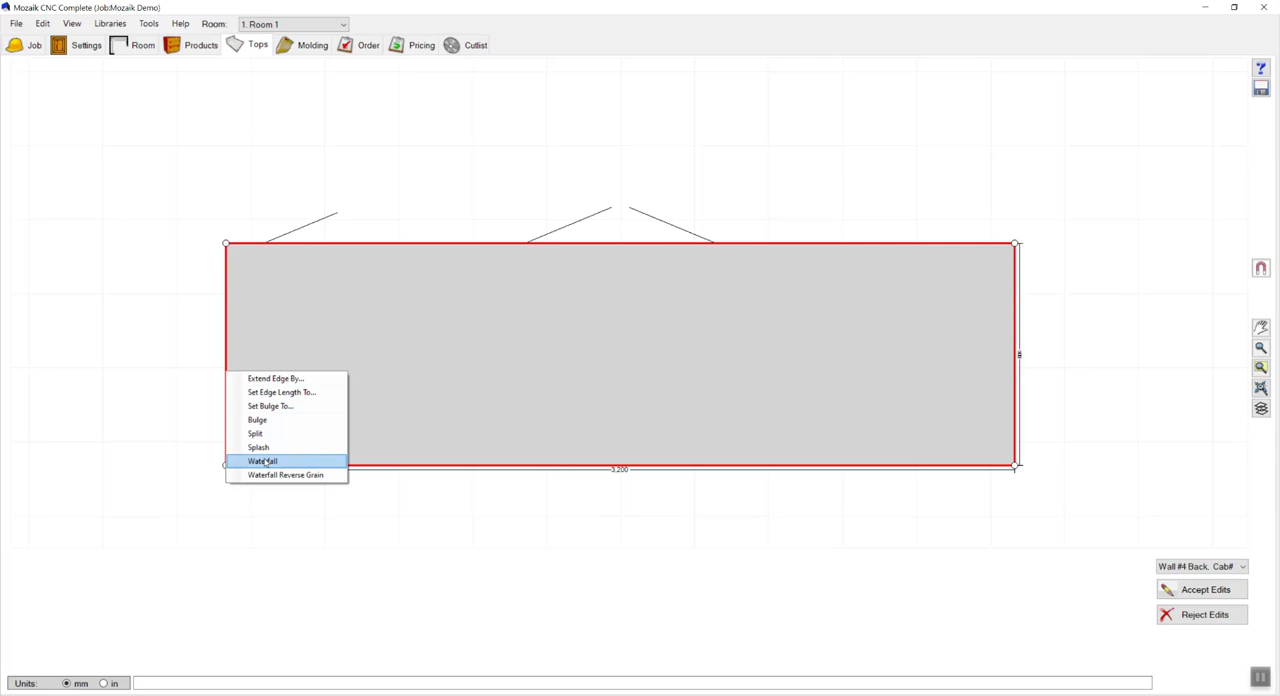 Mozaik CNC Complete (Job:Mozaik Demo)
File Edit View Libraries Tools Help Room: 1. Room 1
Job Settings Room Products Tops Molding Order Pricing Cutlist
Extend Edge By...
Set Edge Length To...
Set Bulge To...
Bulge
Split
Splash
Waterfall
Waterfall Reverse Grain
3,200
Wall #4 Back, Cab#
Accept Edits
Reject Edits
Units: mm in